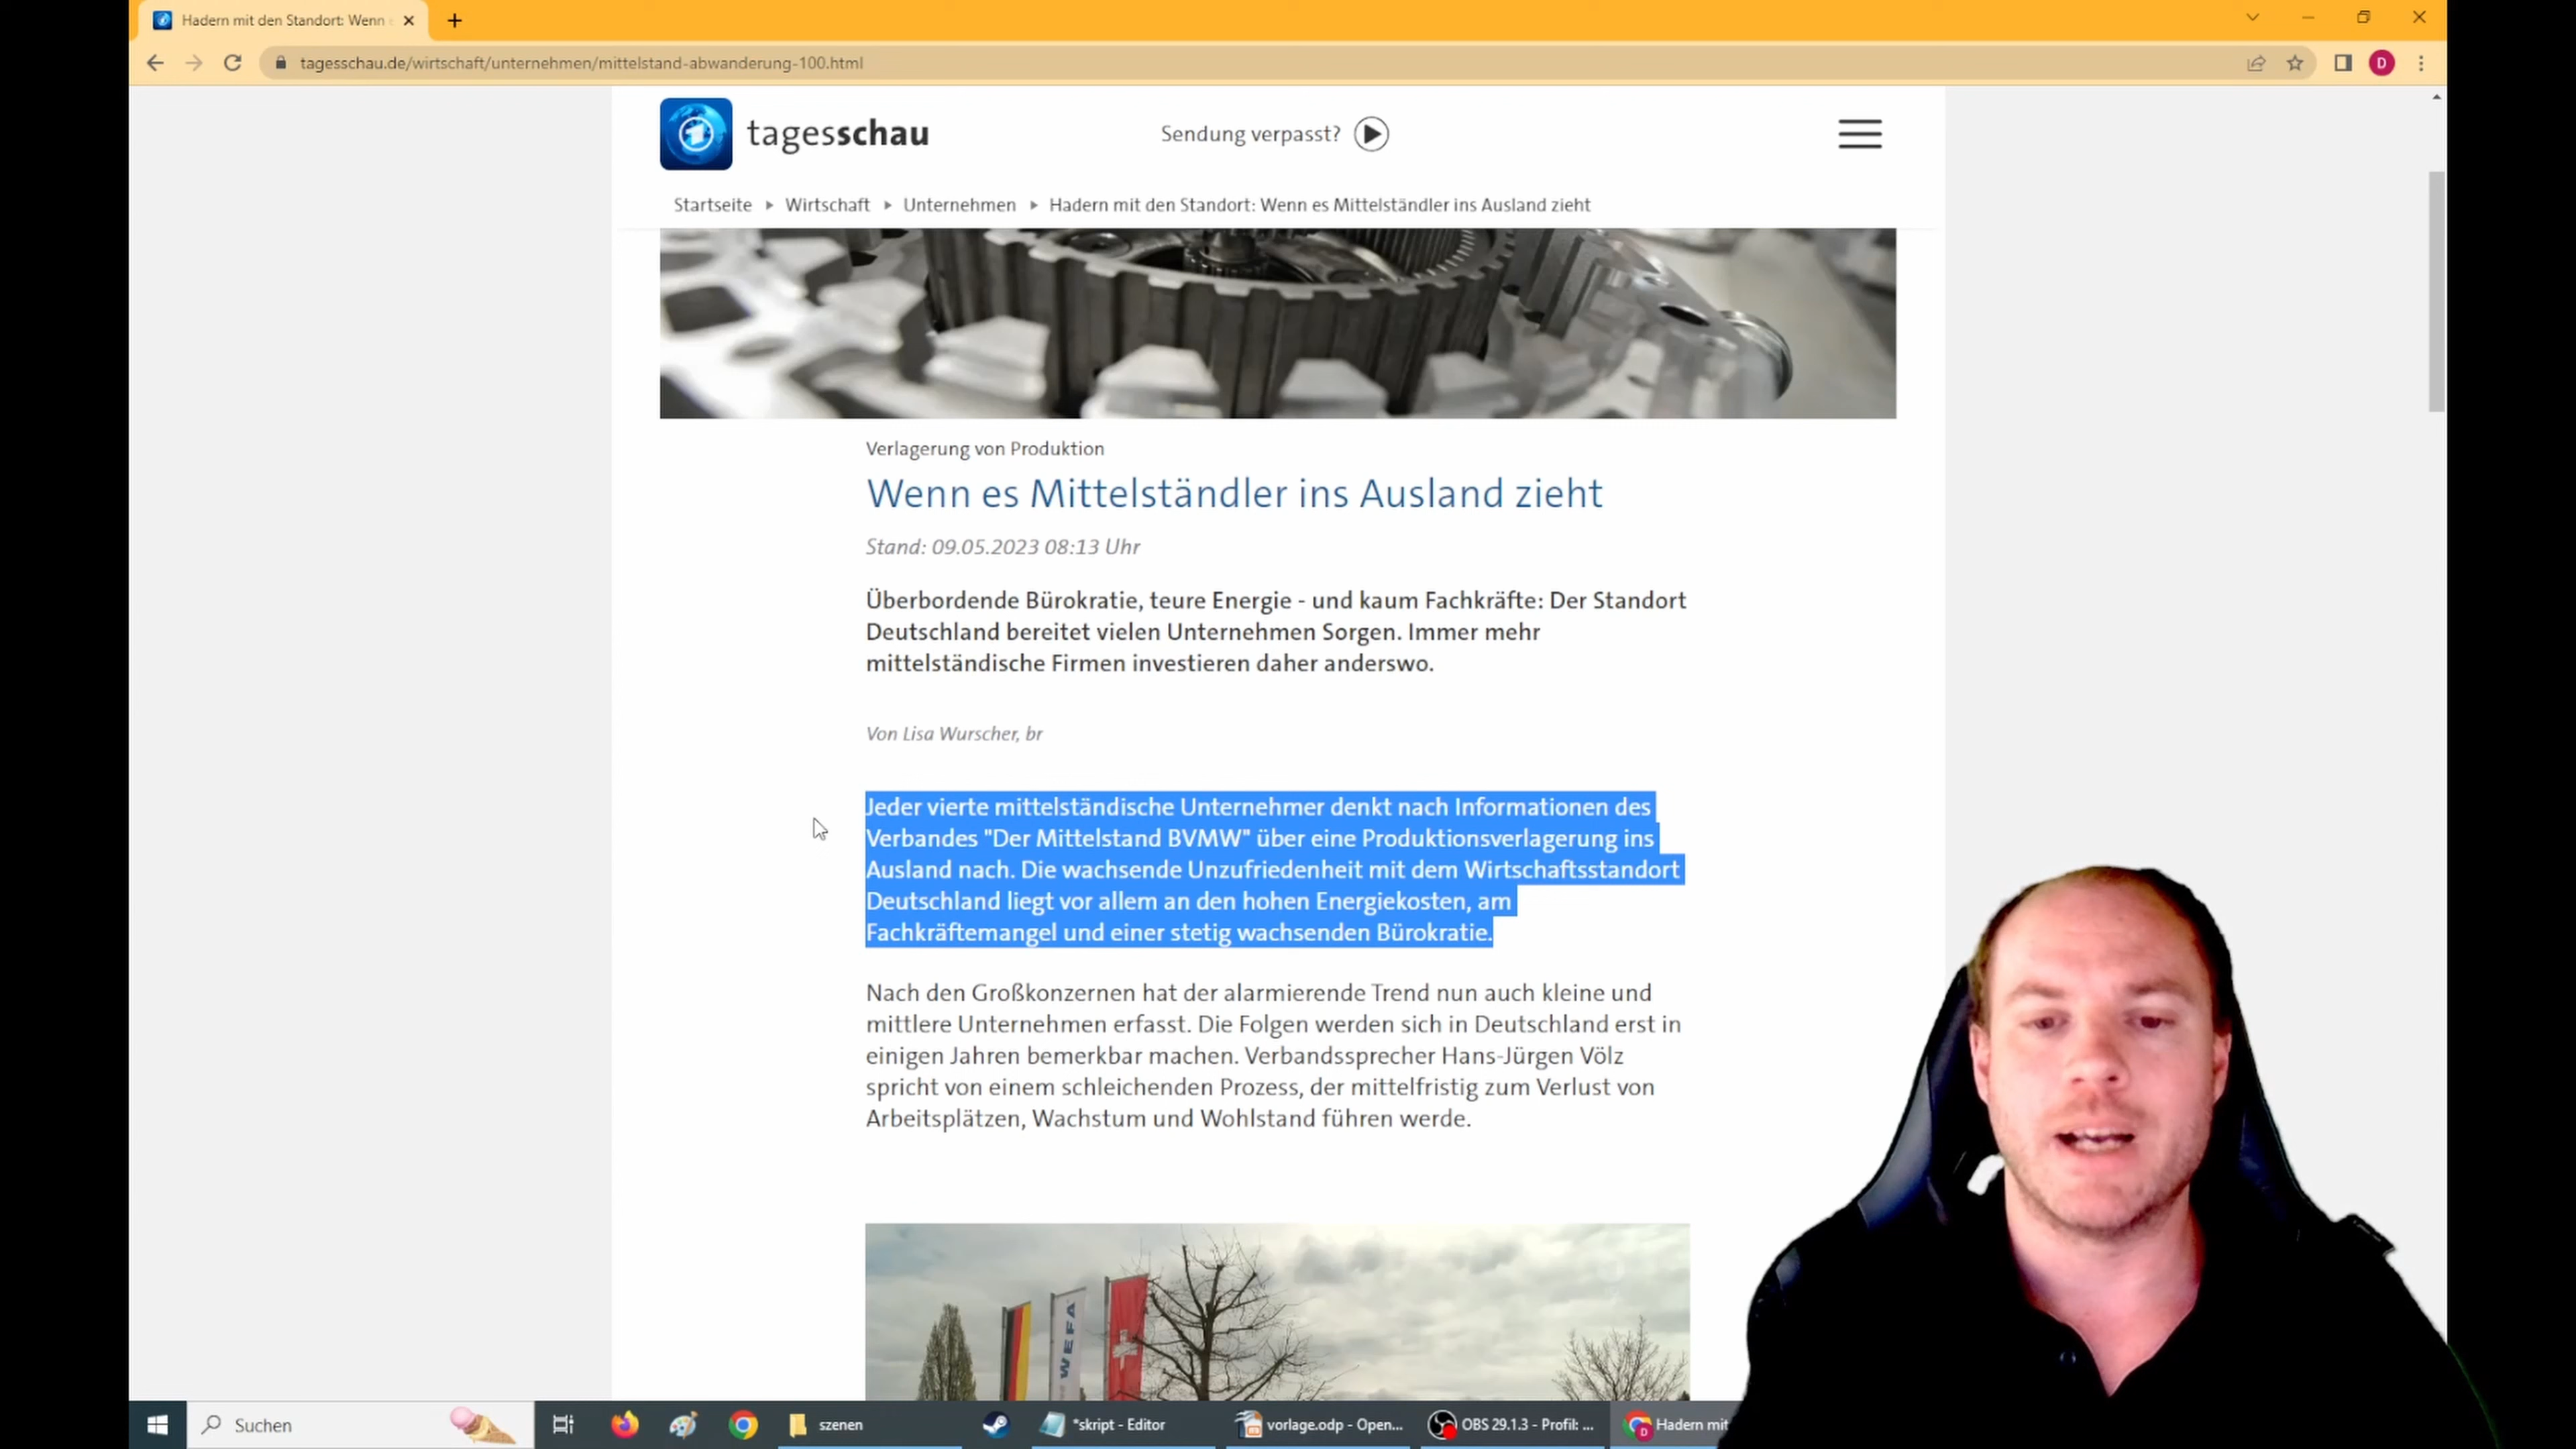 Hadern mit den Standort: Wenn
tagesschau.de/wirtschaft/unternehmen/mittelstand-abwanderung-100.html
D
tagesschau
Sendung verpasst?
Startseite
Wirtschaft
Unternehmen
Hadern mit den Standort: Wenn es Mittelständler ins Ausland zieht
Verlagerung von Produktion
Wenn es Mittelständler ins Ausland zieht
Stand: 09.05.2023 08:13 Uhr
Überbordende Bürokratie, teure Energie - und kaum Fachkräfte: Der Standort
Deutschland bereitet vielen Unternehmen Sorgen. Immer mehr
mittelständische Firmen investieren daher anderswo.
Von Lisa Wurscher, br
Jeder vierte mittelständische Unternehmer denkt nach Informationen des
Verbandes "Der Mittelstand BVMW" über eine Produktionsverlagerung ins
Ausland nach. Die wachsende Unzufriedenheit mit dem Wirtschaftsstandort
Deutschland liegt vor allem an den hohen Energiekosten, am
Fachkräftemangel und einer stetig wachsenden Bürokratie.
Nach den Großkonzernen hat der alarmierende Trend nun auch kleine und
mittlere Unternehmen erfasst. Die Folgen werden sich in Deutschland erst in
einigen Jahren bemerkbar machen. Verbandssprecher Hans-Jürgen Völz
spricht von einem schleichenden Prozess, der mittelfristig zum Verlust von
Arbeitsplätzen, Wachstum und Wohlstand führen werde.
WEFA
Suchen
szenen
*skript - Editor
vorlage.odp - Open...
OBS 29.1.3 - Profil: ...
D
Hadern mit